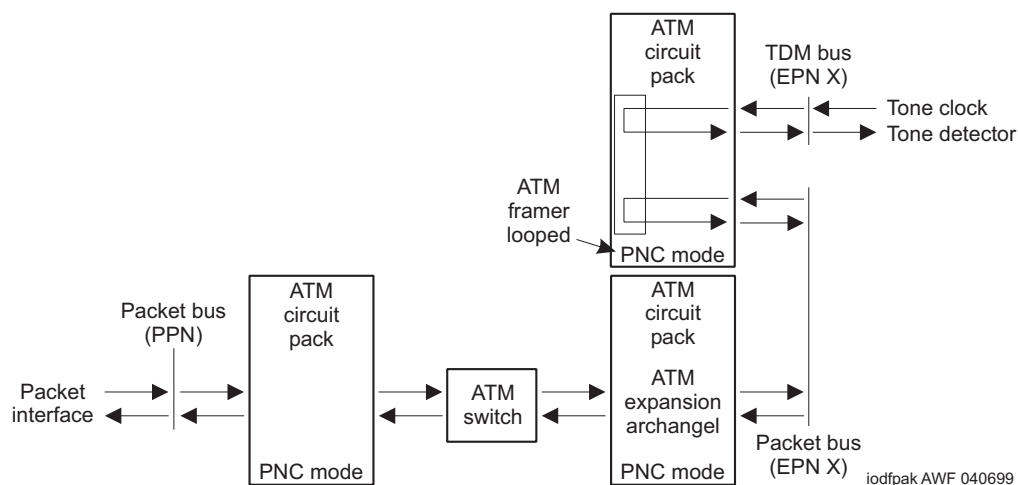 ATM
circuit
pack
TDM bus
(EPN X)
Tone clock
Tone detector
ATM
framer
looped
PNC mode
Packet bus
(PPN)
ATM
circuit
pack
ATM
circuit
pack
Packet
interface
ATM
switch
ATM
expansion
archangel
PNC mode
PNC mode
Packet bus
(EPN X)
iodfpak AWF 040699